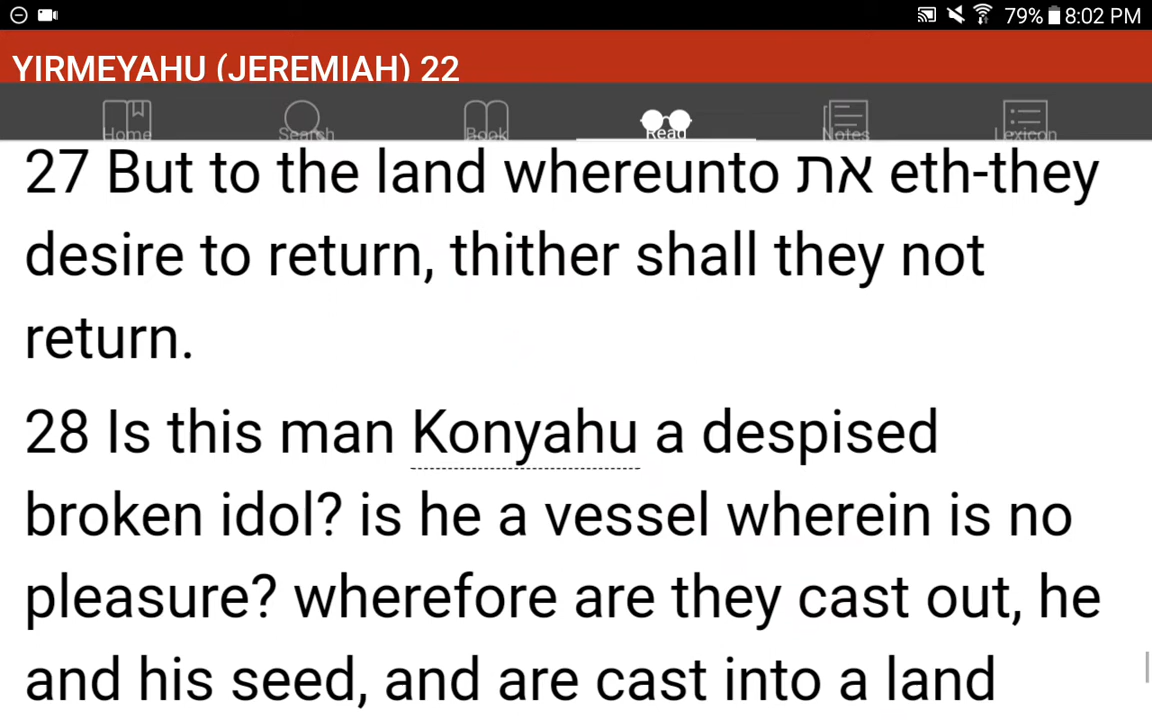 79% 8:02 PM
YIRMEYAHU (JEREMIAH) 22
Home Search Book Read Notes Lexicon
27 But to the land whereunto את eth-they
desire to return, thither shall they not
return.
28 Is this man Konyahu a despised
broken idol? is he a vessel wherein is no
pleasure? wherefore are they cast out, he
and his seed, and are cast into a land